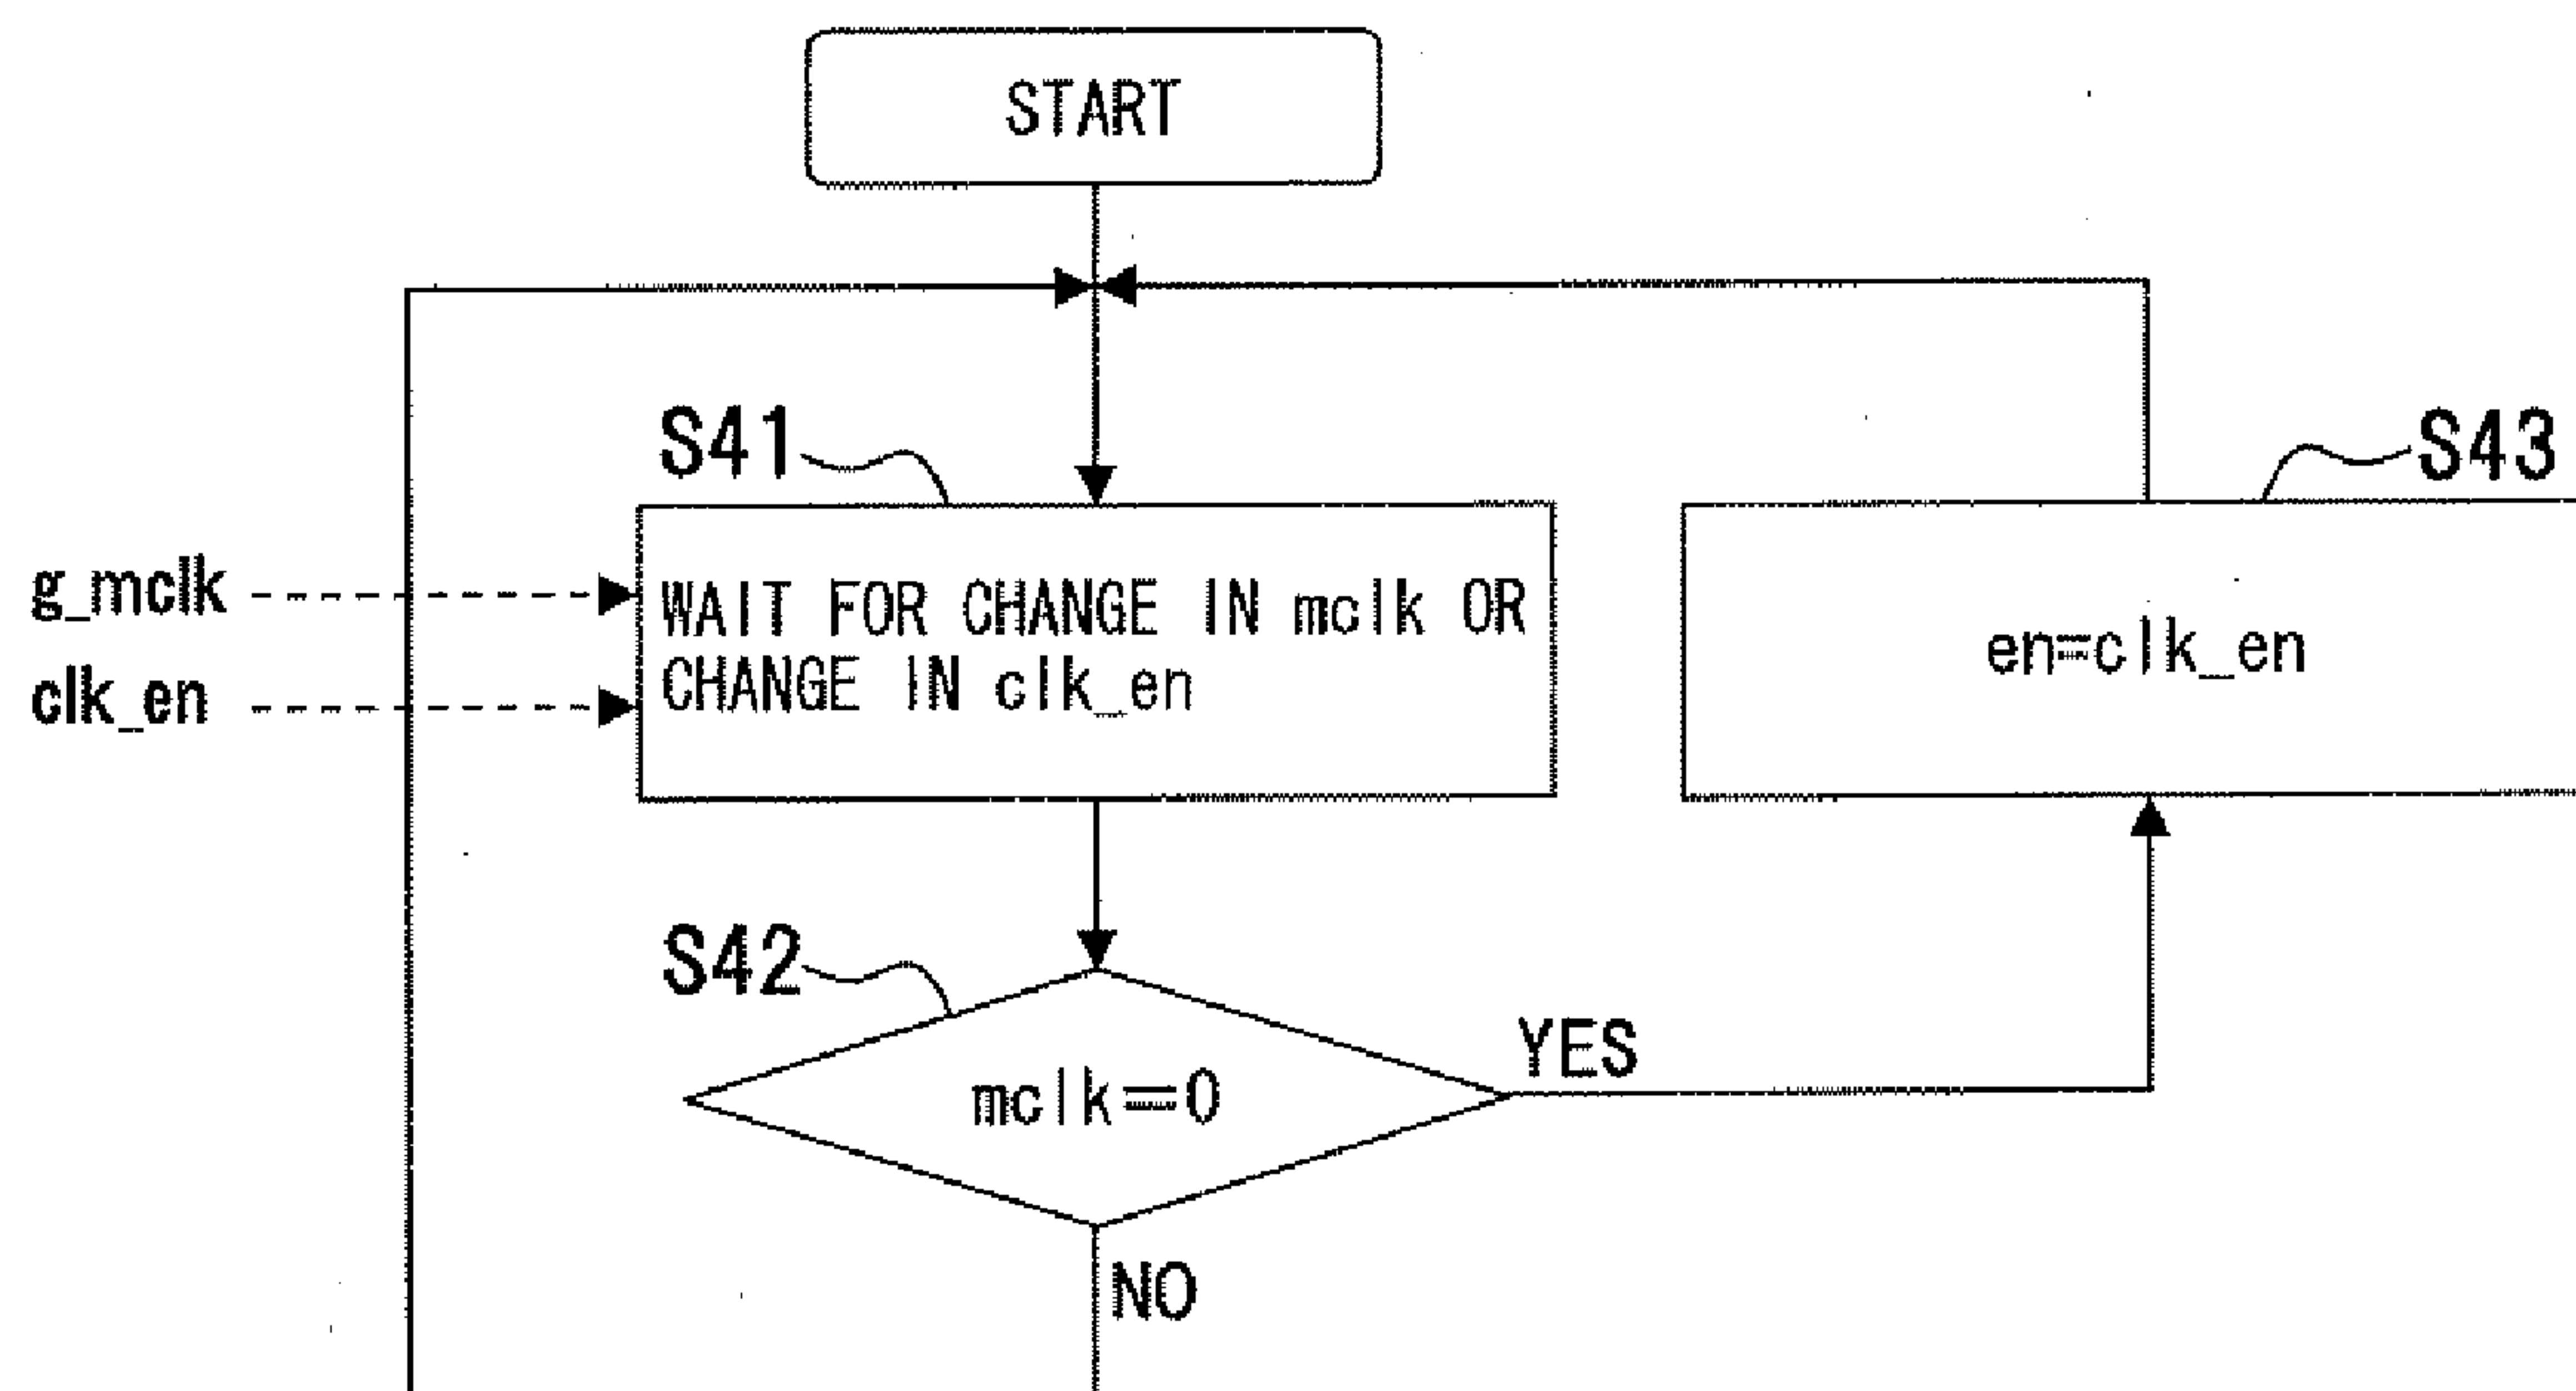 START
S41
S43
g_mclk
clk_en
WAIT FOR CHANGE IN mclk OR
CHANGE IN clk_en
en=clk_en
S42
YES
mclk==0
NO